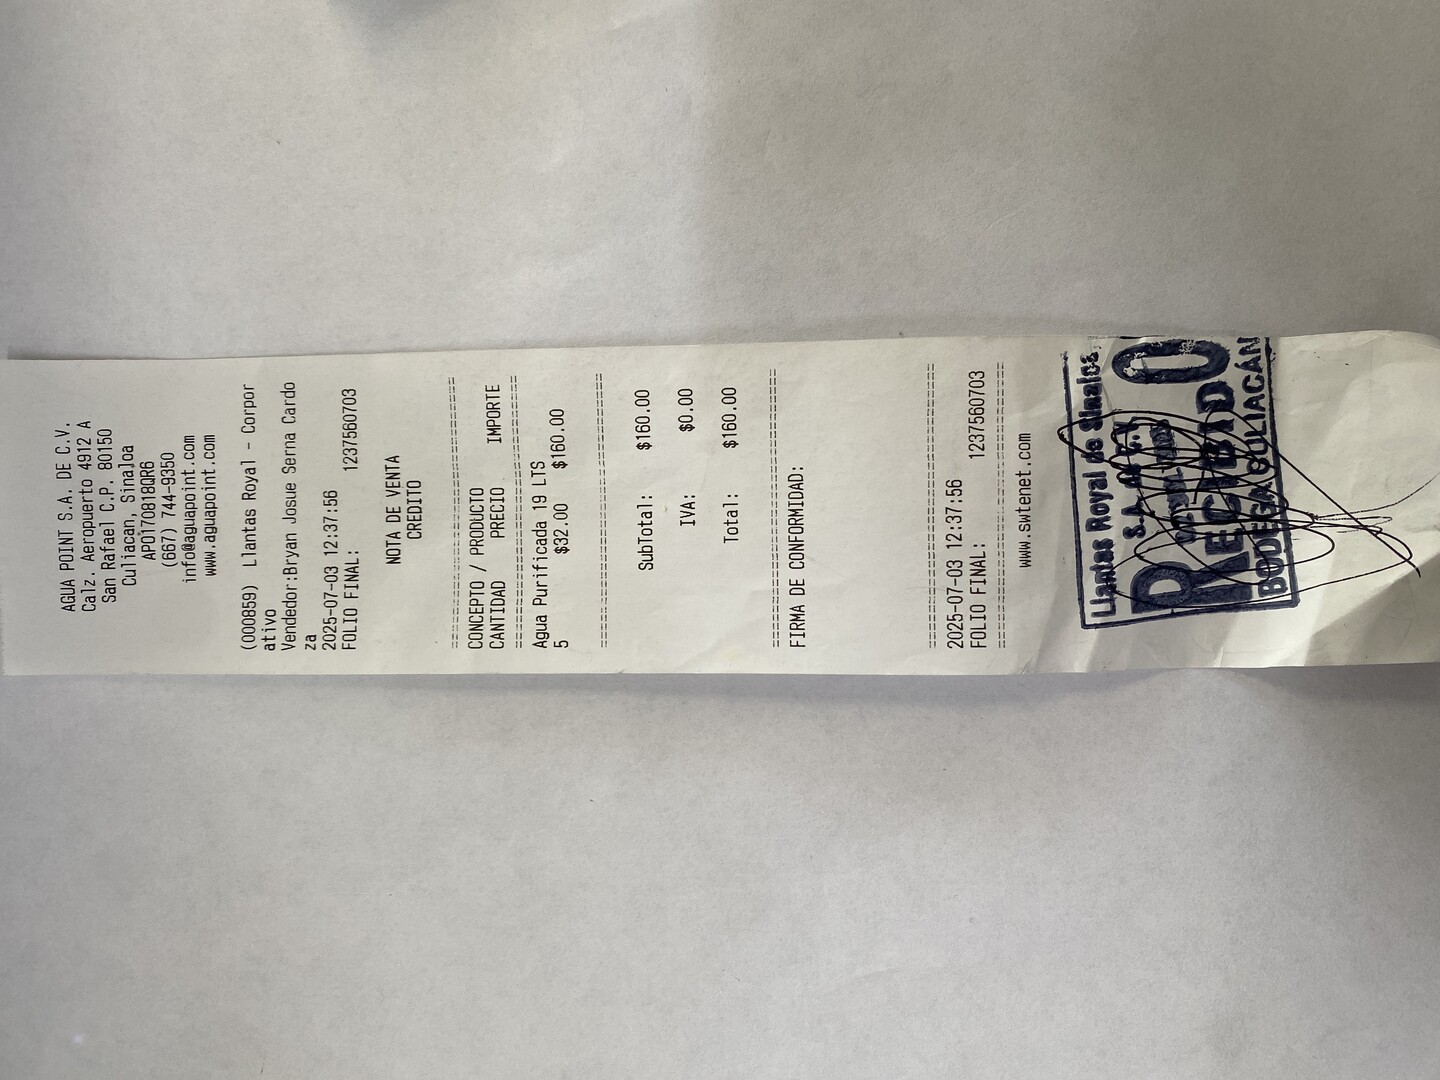 AGUA POINT S.A. DE C.V.
Calz. Aeropuerto 4912 A
San Rafael C.P. 80150
Culiacan, Sinaloa
APO170818QR6
(667) 744-9350
info@aguapoint.com
www.aguapoint.com
(000859) Llantas Royal - Corpor
ativo
Vendedor:Bryan Josue Serna Cardo
za
2025-07-03 12:37:56
FOLIO FINAL: 1237560703
NOTA DE VENTA
CREDITO
================================
CONCEPTO / PRODUCTO
CANTIDAD PRECIO IMPORTE
================================
Agua Purificada 19 LTS
5 $32.00 $160.00
================================
SubTotal: $160.00
IVA: $0.00
Total: $160.00
================================
FIRMA DE CONFORMIDAD:
================================
2025-07-03 12:37:56
FOLIO FINAL: 1237560703
================================
www.swtenet.com
Llantas Royal de Sinaloa,
S.A. de C.V.
RECIBIDO
BODEGA CULIACÁN